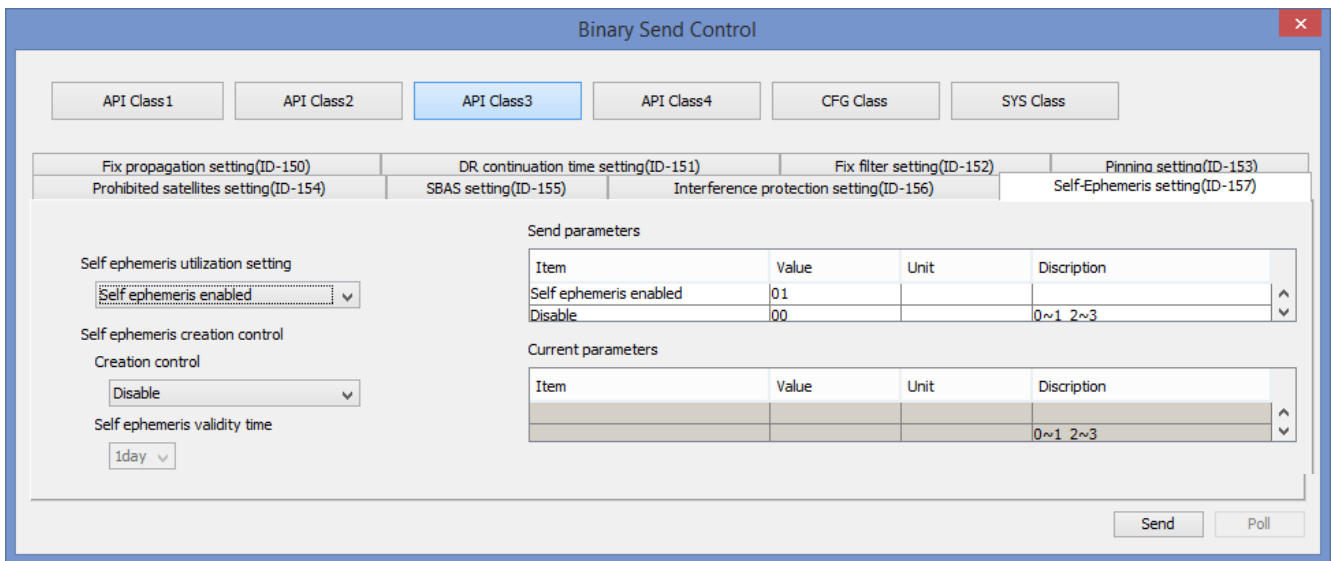 Binary Send Control
API Class1 API Class2 API Class3 API Class4 CFG Class SYS Class
Fix propagation setting(ID-150) DR continuation time setting(ID-151) Fix filter setting(ID-152) Pinning setting(ID-153)
Prohibited satellites setting(ID-154) SBAS setting(ID-155) Interference protection setting(ID-156) Self-Ephemeris setting(ID-157)
Self ephemeris utilization setting
Self ephemeris enabled
Self ephemeris creation control
Creation control
Disable
Self ephemeris validity time
1day
Send parameters
Item Value Unit Discription
Self ephemeris enabled 01
Disable 00 0~1 2~3
Current parameters
Item Value Unit Discription
0~1 2~3
Send Poll